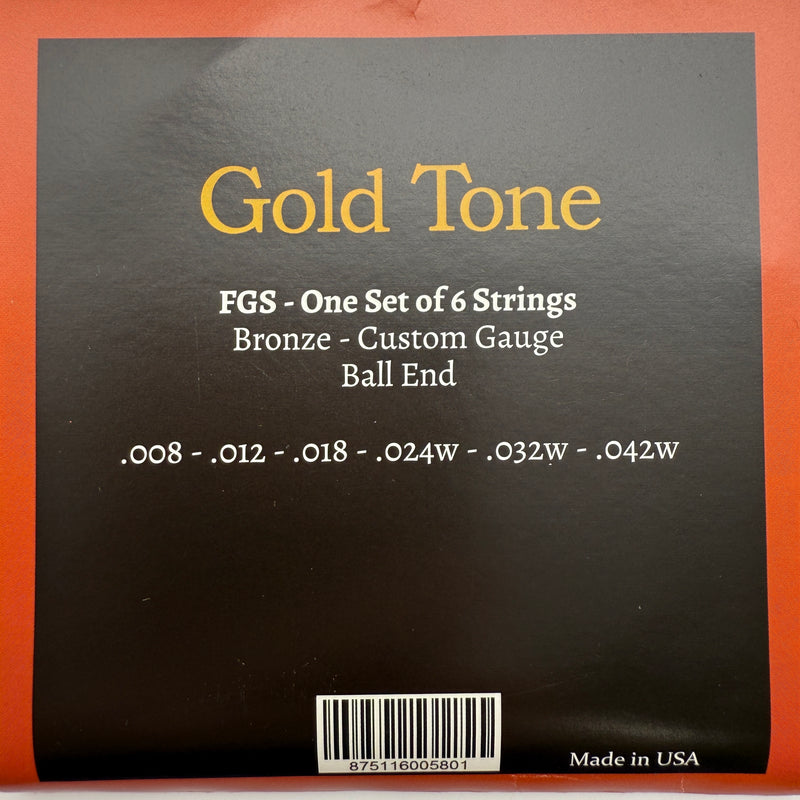 Gold Tone
FGS - One Set of 6 Strings
Bronze - Custom Gauge
Ball End
.008 - .012 - .018 - .024w - .032w - .042w
875116005801
Made in USA